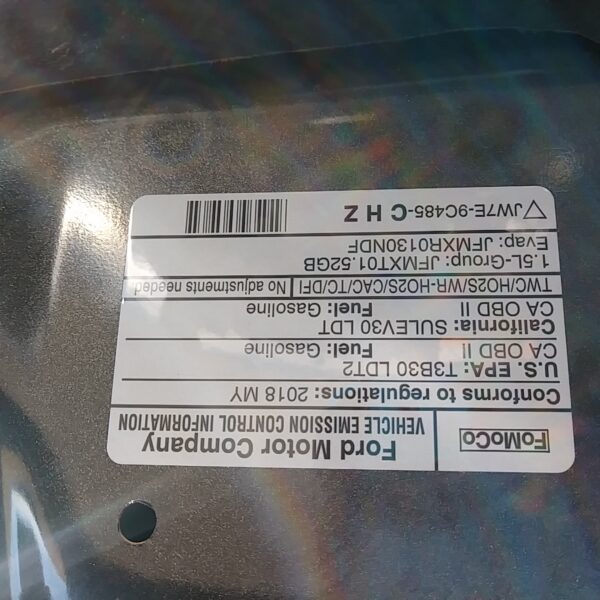 FoMoCo
Ford Motor Company
VEHICLE EMISSION CONTROL INFORMATION
Conforms to regulations: 2018 MY
U.S. EPA: T3B30 LDT2
CA OBD II Fuel: Gasoline
California: SULEV30 LDT
CA OBD II Fuel: Gasoline
TWC/HO2S/WR-HO2S/CAC/TC/DFI No adjustments needed
1.5L-Group: JFMXT01.52GB
Evap: JFMXR0130NDF
JW7E-9C485-C H Z